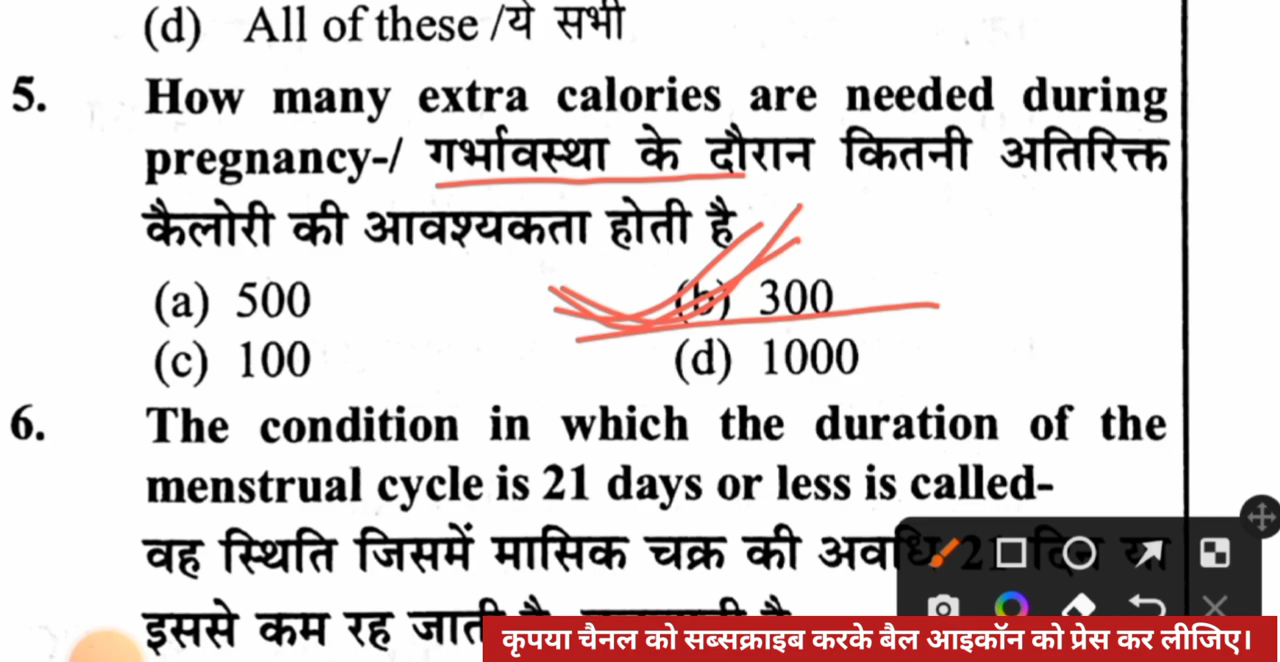 (d) All of these /ये सभी
5. How many extra calories are needed during
pregnancy-/ गर्भावस्था के दौरान कितनी अतिरिक्त
कैलोरी की आवश्यकता होती है
(a) 500 (b) 300
(c) 100 (d) 1000
6. The condition in which the duration of the
menstrual cycle is 21 days or less is called-
वह स्थिति जिसमें मासिक चक्र की अवधि 21 दिन या
इससे कम रह जाती है
कृपया चैनल को सब्सक्राइब करके बैल आइकॉन को प्रेस कर लीजिए।